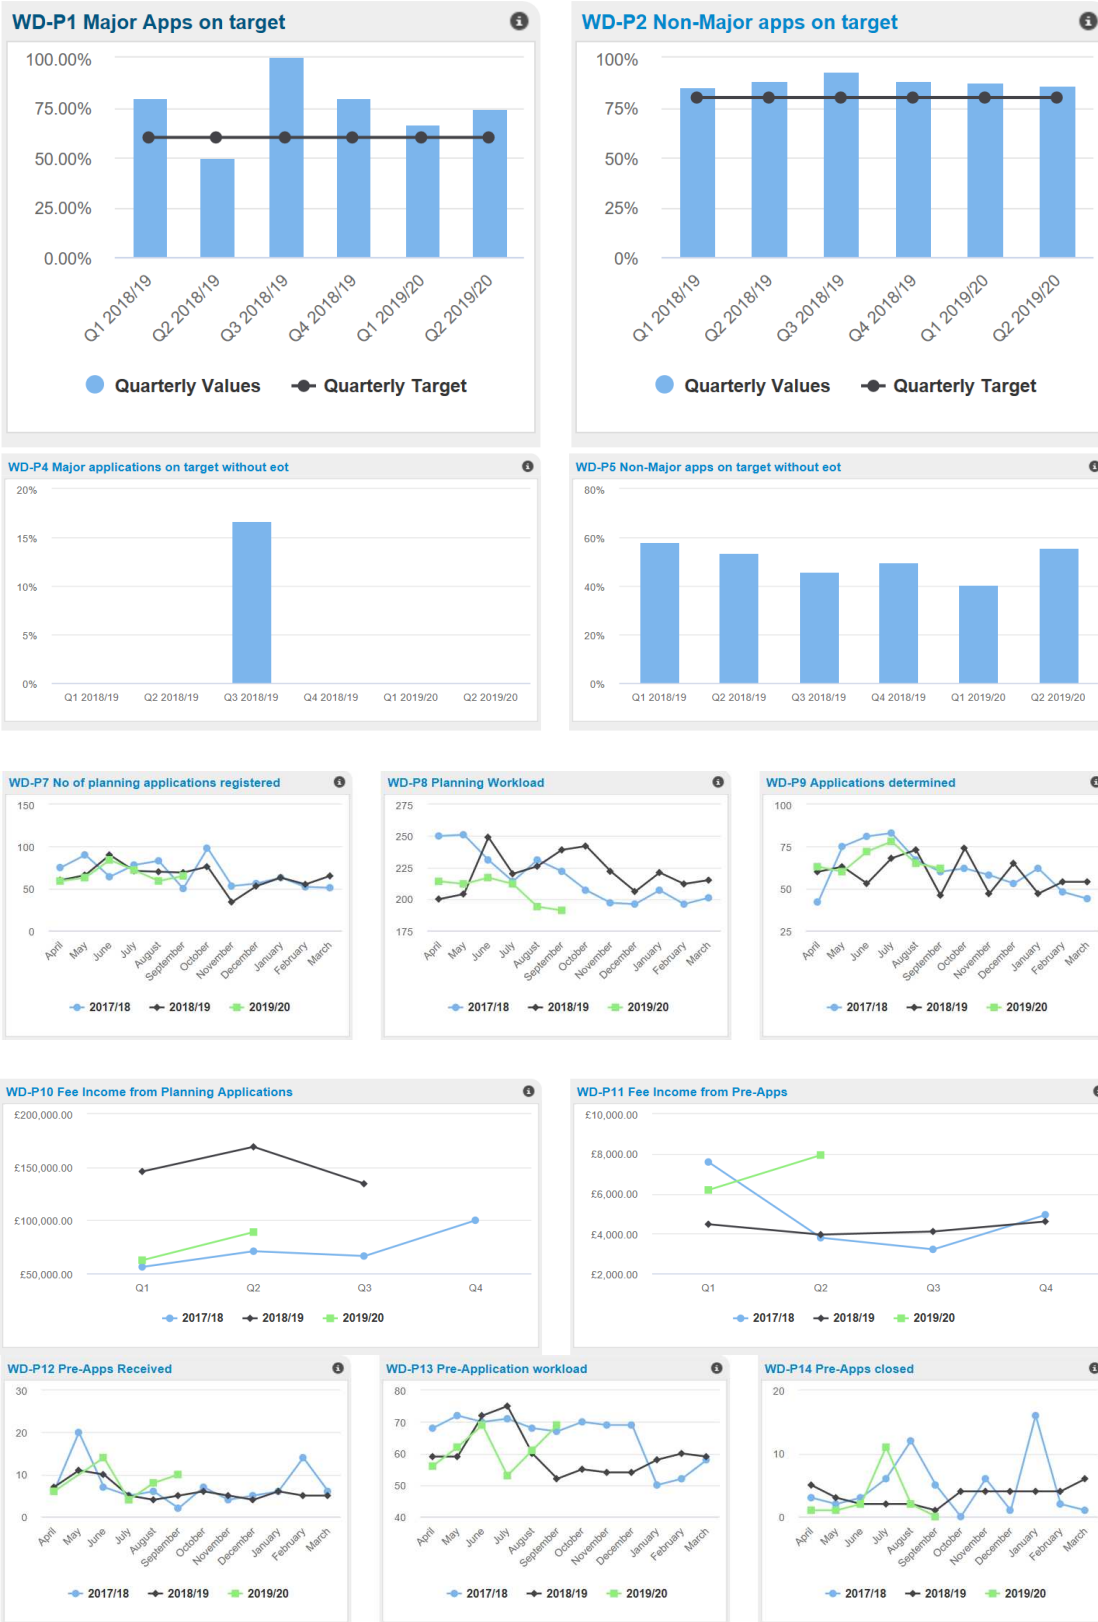 WD-P1 Major Apps on target
100.00%
75.00%
50.00%
25.00%
0.00%
Q1 2018/19
Q2 2018/19
Q3 2018/19
Q4 2018/19
Q1 2019/20
Q2 2019/20
Quarterly Values Quarterly Target
WD-P2 Non-Major apps on target
100%
75%
50%
25%
0%
Q1 2018/19
Q2 2018/19
Q3 2018/19
Q4 2018/19
Q1 2019/20
Q2 2019/20
Quarterly Values Quarterly Target
WD-P4 Major applications on target without eot
20%
15%
10%
5%
0%
Q1 2018/19 Q2 2018/19 Q3 2018/19 Q4 2018/19 Q1 2019/20 Q2 2019/20
WD-P5 Non-Major apps on target without eot
80%
60%
40%
20%
0%
Q1 2018/19 Q2 2018/19 Q3 2018/19 Q4 2018/19 Q1 2019/20 Q2 2019/20
WD-P7 No of planning applications registered
150
100
50
0
April
May
June
July
August
September
October
November
December
January
February
March
2017/18 2018/19 2019/20
WD-P8 Planning Workload
275
250
225
200
175
April
May
June
July
August
September
October
November
December
January
February
March
2017/18 2018/19 2019/20
WD-P9 Applications determined
100
75
50
25
April
May
June
July
August
September
October
November
December
January
February
March
2017/18 2018/19 2019/20
WD-P10 Fee Income from Planning Applications
£200,000.00
£150,000.00
£100,000.00
£50,000.00
Q1 Q2 Q3 Q4
2017/18 2018/19 2019/20
WD-P11 Fee Income from Pre-Apps
£10,000.00
£8,000.00
£6,000.00
£4,000.00
£2,000.00
Q1 Q2 Q3 Q4
2017/18 2018/19 2019/20
WD-P12 Pre-Apps Received
30
20
10
0
April
May
June
July
August
September
October
November
December
January
February
March
2017/18 2018/19 2019/20
WD-P13 Pre-Application workload
80
70
60
50
40
April
May
June
July
August
September
October
November
December
January
February
March
2017/18 2018/19 2019/20
WD-P14 Pre-Apps closed
20
10
0
April
May
June
July
August
September
October
November
December
January
February
March
2017/18 2018/19 2019/20